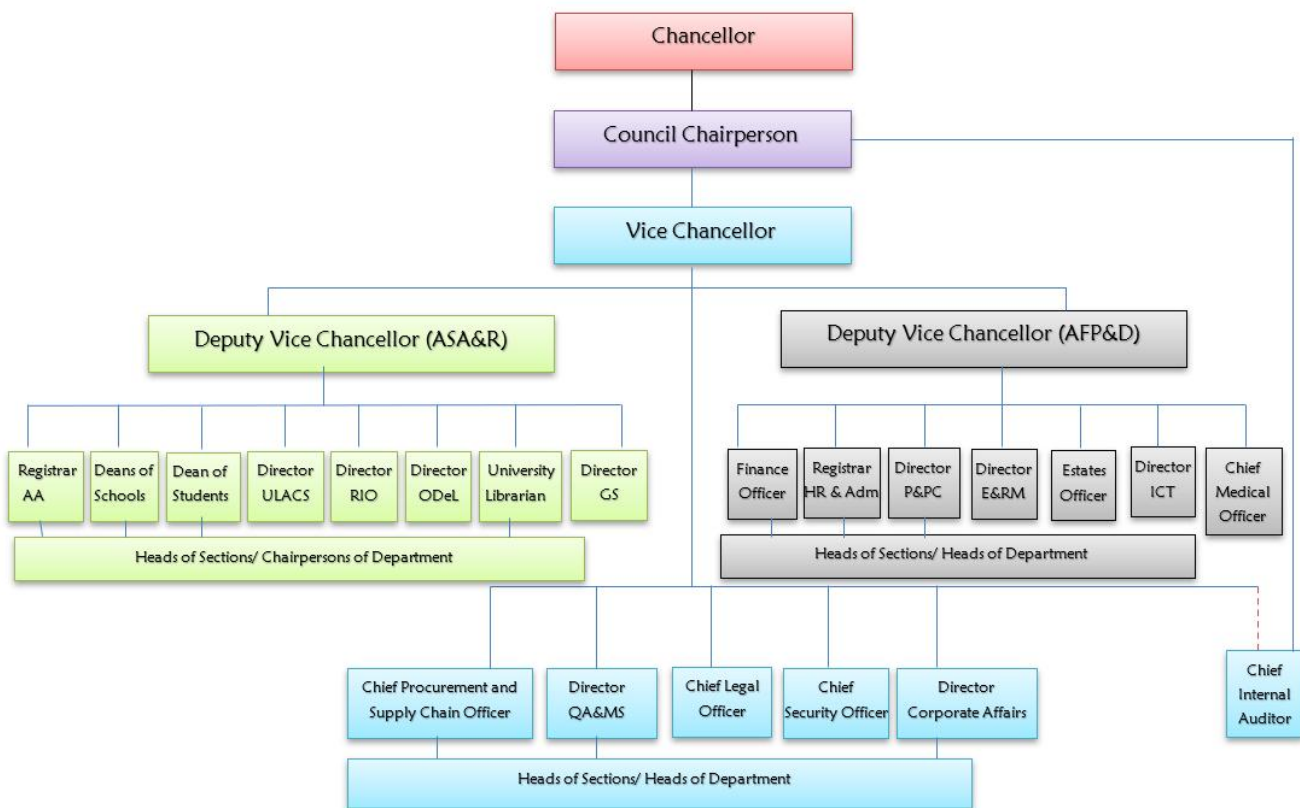 Chancellor
Council Chairperson
Vice Chancellor
Deputy Vice Chancellor (ASA&R)
Deputy Vice Chancellor (AFP&D)
Registrar
AA
Deans of
Schools
Dean of
Students
Director
ULACS
Director
RIO
Director
ODeL
University
Librarian
Director
GS
Finance
Officer
Registrar
HR & Adm
Director
P&PC
Director
E&RM
Estates
Officer
Director
ICT
Chief
Medical
Officer
Heads of Sections/ Chairpersons of Department
Heads of Sections/ Heads of Department
Chief Procurement and
Supply Chain Officer
Director
QA&MS
Chief Legal
Officer
Chief
Security Officer
Director
Corporate Affairs
Chief
Internal
Auditor
Heads of Sections/ Heads of Department